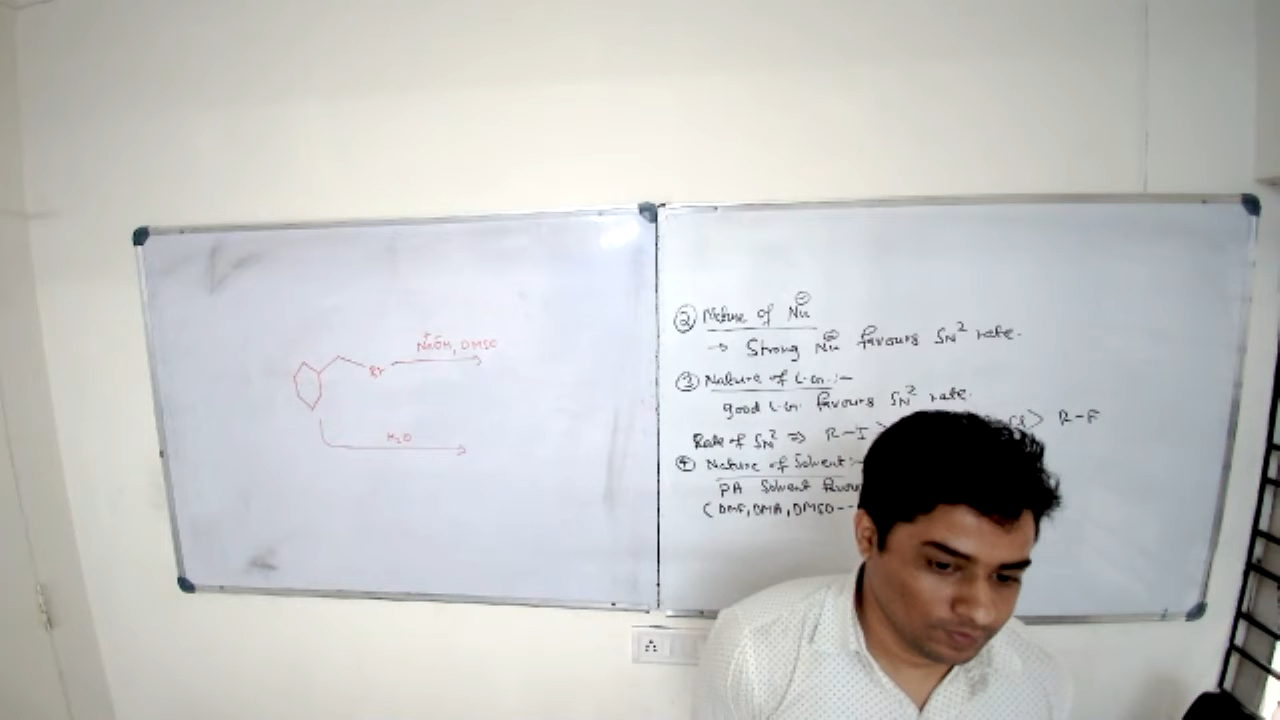 NaOH, DMSO
Br
H₂O
② Nature of Nu⊖
→ Strong Nu⊖ favours SN² rate.
③ Nature of L.G.:-
good L.G. favours SN² rate.
Rate of SN² ⇒ R-I > > R-F
④ Nature of Solvent:-
PA Solvent
(DMF, DMA, DMSO--